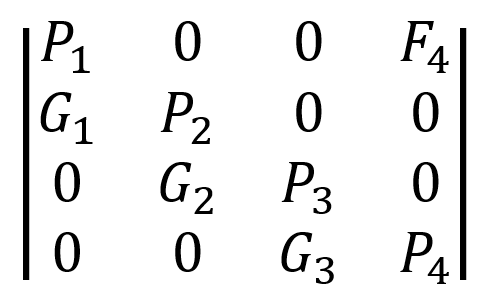 P₁ 0 0 F₄
G₁ P₂ 0 0
0 G₂ P₃ 0
0 0 G₃ P₄